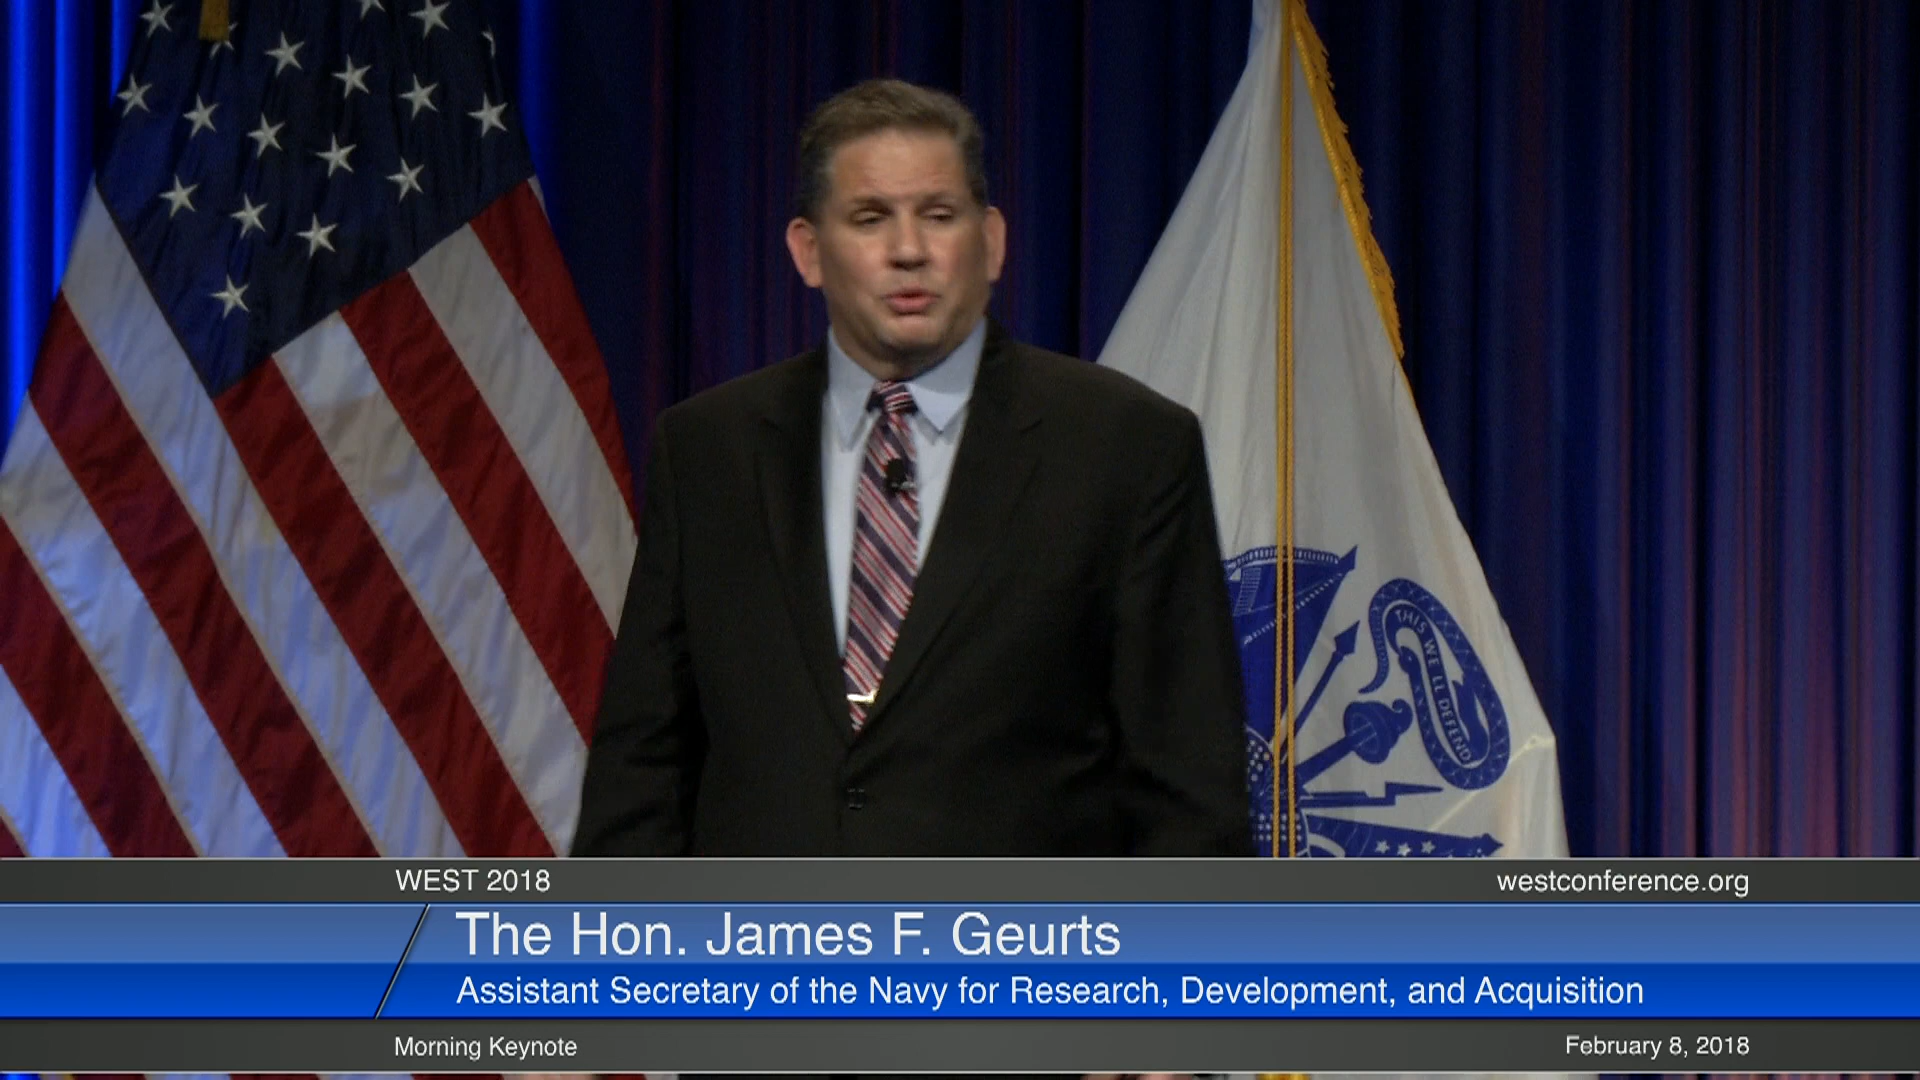 THIS WE'LL DEFEND
WEST 2018
westconference.org
The Hon. James F. Geurts
Assistant Secretary of the Navy for Research, Development, and Acquisition
Morning Keynote
February 8, 2018